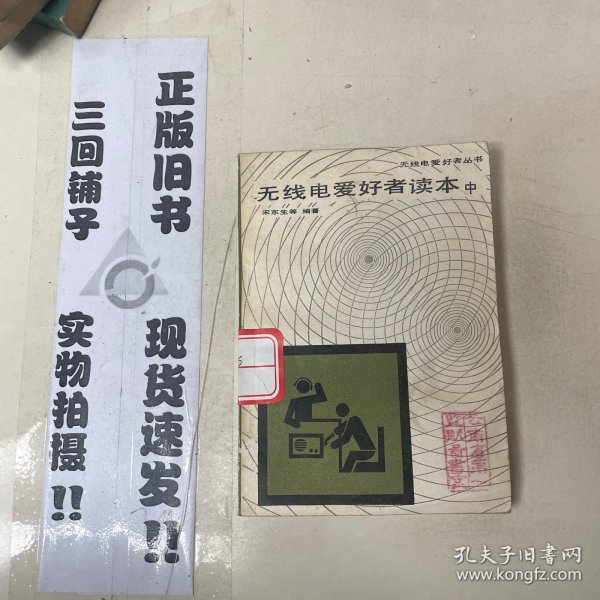 正版旧书
三回铺子
现货速发!!
实物拍摄!!
无线电爱好者丛书
无线电爱好者读本 中
宋东生等 编著
孔夫子旧书网
www.kongfz.com